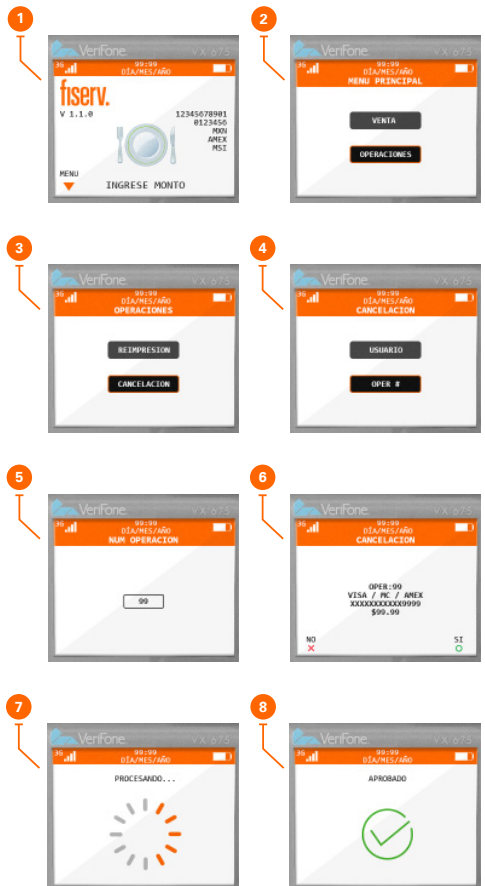 1
VeriFone.
VX 675
3G
99:99
DÍA/MES/AÑO
fiserv.
V 1.1.0
12345678901
0123456
MXN
AMEX
MSI
MENU
INGRESE MONTO
2
VeriFone.
VX 675
3G
99:99
DÍA/MES/AÑO
MENU PRINCIPAL
VENTA
OPERACIONES
3
VeriFone.
VX 675
3G
99:99
DÍA/MES/AÑO
OPERACIONES
REIMPRESION
CANCELACION
4
VeriFone.
VX 675
3G
99:99
DÍA/MES/AÑO
CANCELACION
USUARIO
OPER #
5
VeriFone.
VX 675
3G
99:99
DÍA/MES/AÑO
NUM OPERACION
99
6
VeriFone.
VX 675
3G
99:99
DÍA/MES/AÑO
CANCELACION
OPER:99
VISA / MC / AMEX
XXXXXXXXXXX9999
$99.99
NO
SI
7
VeriFone.
VX 675
3G
99:99
DÍA/MES/AÑO
PROCESANDO...
8
VeriFone.
VX 675
3G
99:99
DÍA/MES/AÑO
APROBADO